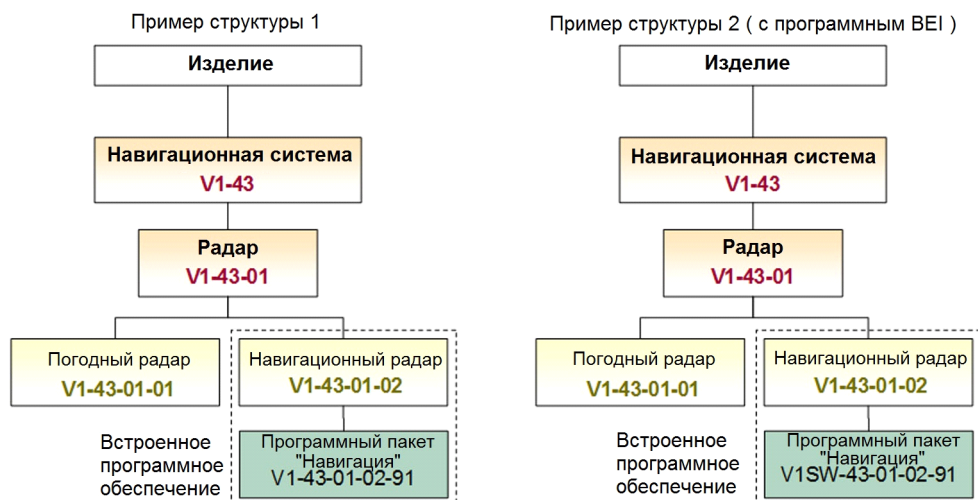 Пример структуры 1
Изделие
Навигационная система
V1-43
Радар
V1-43-01
Погодный радар
V1-43-01-01
Навигационный радар
V1-43-01-02
Встроенное
программное
обеспечение
Программный пакет
"Навигация"
V1-43-01-02-91
Пример структуры 2 ( с программным BEI )
Изделие
Навигационная система
V1-43
Радар
V1-43-01
Погодный радар
V1-43-01-01
Навигационный радар
V1-43-01-02
Встроенное
программное
обеспечение
Программный пакет
"Навигация"
V1SW-43-01-02-91